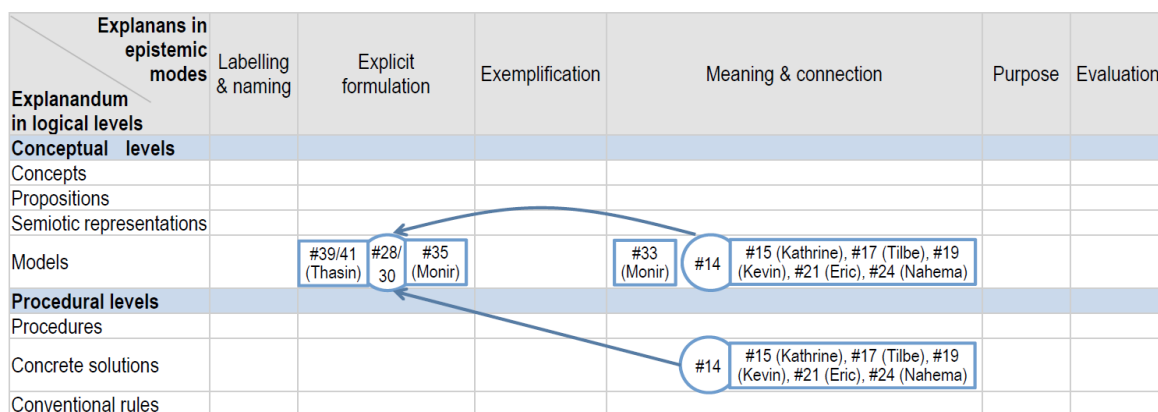 Explanans in
epistemic
modes
Explanandum
in logical levels
Labelling
& naming
Explicit
formulation
Exemplification
Meaning & connection
Purpose
Evaluation
Conceptual levels
Concepts
Propositions
Semiotic representations
Models
#39/41
(Thasin)
#28/
30
#35
(Monir)
#33
(Monir)
#14
#15 (Kathrine), #17 (Tilbe), #19
(Kevin), #21 (Eric), #24 (Nahema)
Procedural levels
Procedures
Concrete solutions
#14
#15 (Kathrine), #17 (Tilbe), #19
(Kevin), #21 (Eric), #24 (Nahema)
Conventional rules